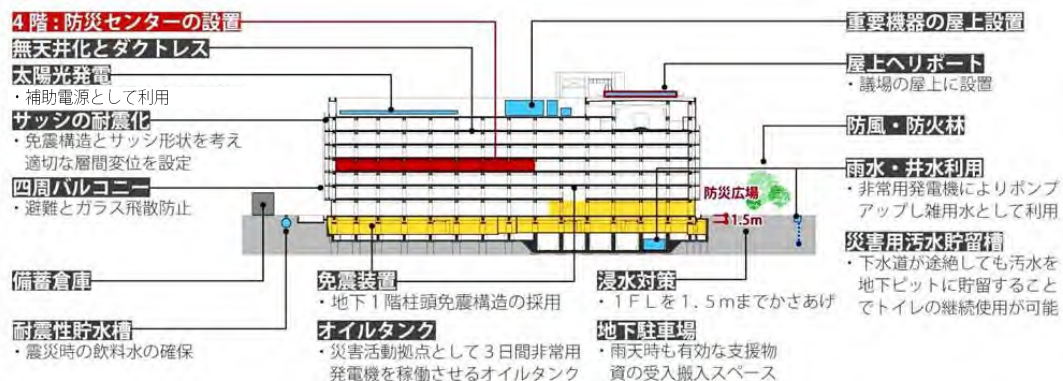 4階：防災センターの設置
無天井化とダクトレス
太陽光発電
・補助電源として利用
サッシの耐震化
・免震構造とサッシ形状を考え
適切な層間変位を設定
四周バルコニー
・避難とガラス飛散防止
備蓄倉庫
耐震性貯水槽
・震災時の飲料水の確保
免震装置
・地下1階柱頭免震構造の採用
オイルタンク
・災害活動拠点として3日間非常用
発電機を稼働させるオイルタンク
浸水対策
・1FLを1.5mまでかさあげ
地下駐車場
・雨天時も有効な支援物
資の受入搬入スペース
防災広場
1.5m
重要機器の屋上設置
屋上ヘリポート
・議場の屋上に設置
防風・防火林
雨水・井水利用
・非常用発電機によりポンプ
アップし雑用水として利用
災害用汚水貯留槽
・下水道が途絶しても汚水を
地下ピットに貯留すること
でトイレの継続使用が可能